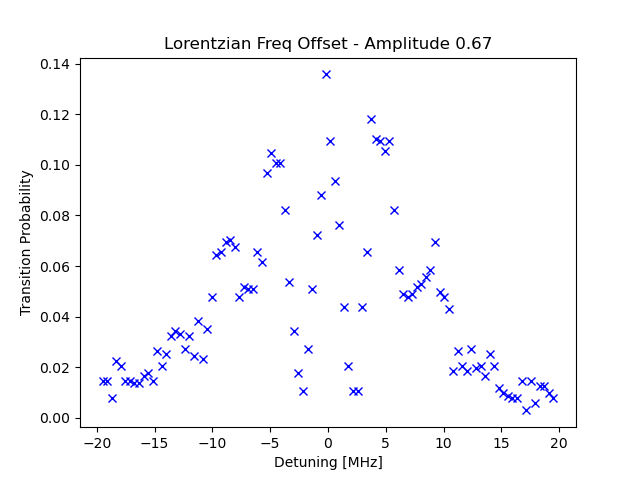 Lorentzian Freq Offset - Amplitude 0.67
0.14
0.12
0.10
0.08
0.06
0.04
0.02
0.00
Transition Probability
−20 −15 −10 −5 0 5 10 15 20
Detuning [MHz]